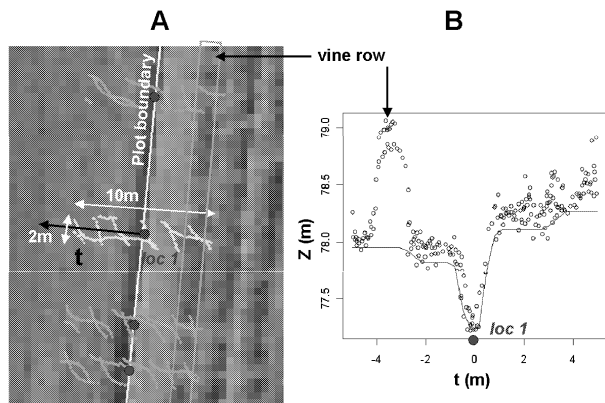 A
B
vine row
Plot boundary
10m
2m
t
loc 1
Z (m)
79.0
78.5
78.0
77.5
loc 1
-4
-2
0
2
4
t (m)